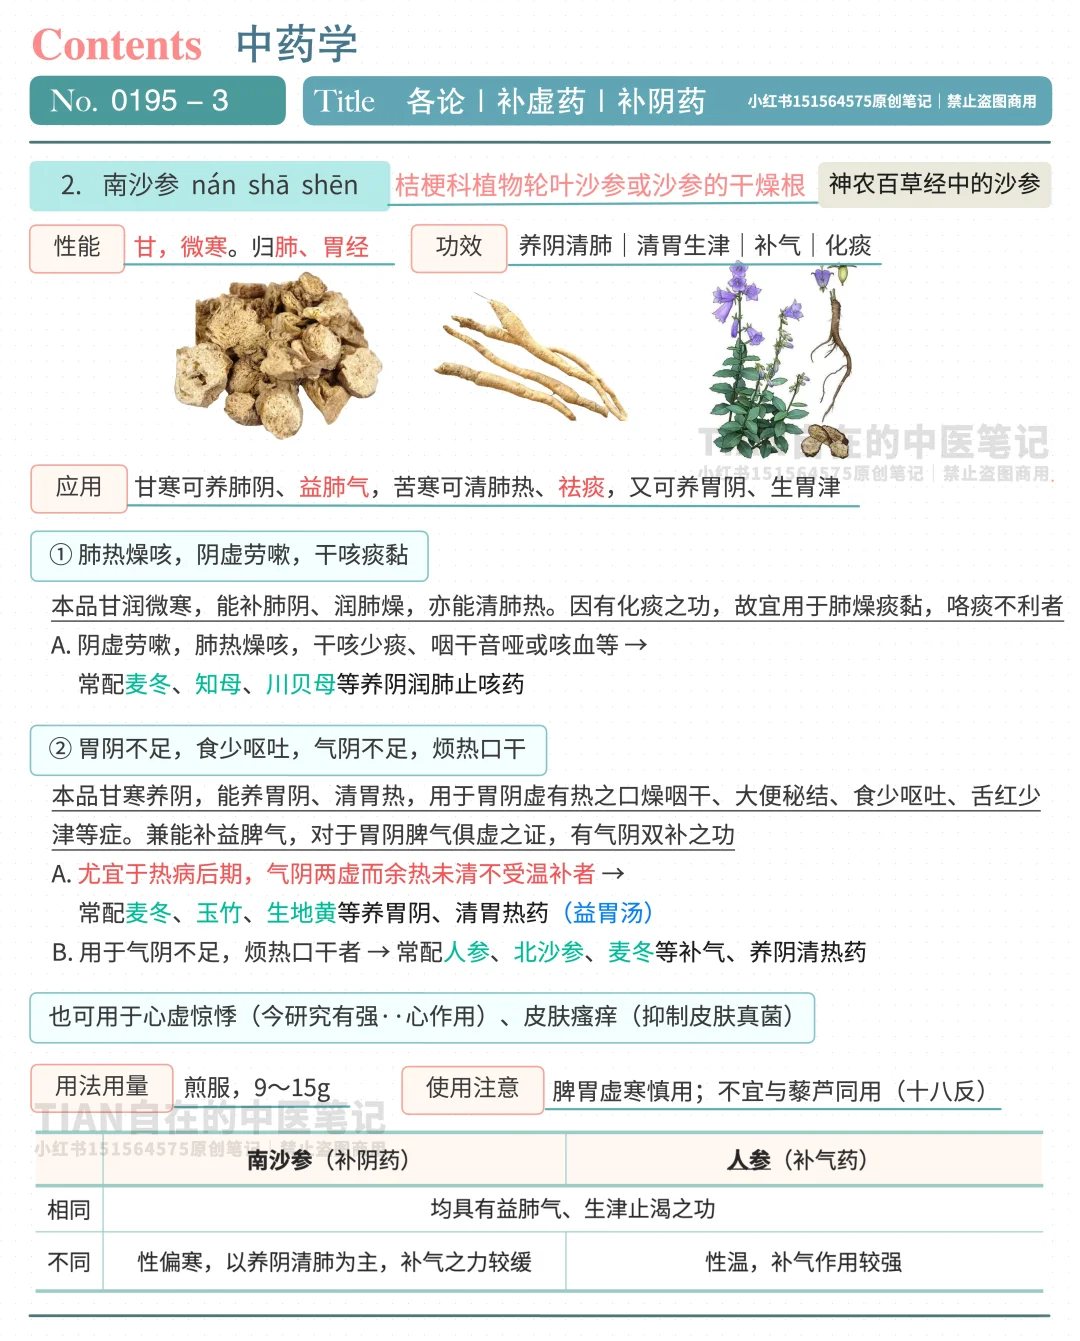 Contents 中药学
No. 0195 – 3
Title 各论｜补虚药｜补阴药 小红书151564575原创笔记｜禁止盗图商用
2. 南沙参 nán shā shēn 桔梗科植物轮叶沙参或沙参的干燥根 神农百草经中的沙参
性能 甘，微寒。归肺、胃经 功效 养阴清肺｜清胃生津｜补气｜化痰
TIAN自在的中医笔记
小红书151564575原创笔记｜禁止盗图商用
应用 甘寒可养肺阴、益肺气，苦寒可清肺热、祛痰，又可养胃阴、生胃津
① 肺热燥咳，阴虚劳嗽，干咳痰黏
本品甘润微寒，能补肺阴、润肺燥，亦能清肺热。因有化痰之功，故宜用于肺燥痰黏，咯痰不利者
A. 阴虚劳嗽，肺热燥咳，干咳少痰、咽干音哑或咳血等 →
常配麦冬、知母、川贝母等养阴润肺止咳药
② 胃阴不足，食少呕吐，气阴不足，烦热口干
本品甘寒养阴，能养胃阴、清胃热，用于胃阴虚有热之口燥咽干、大便秘结、食少呕吐、舌红少
津等症。兼能补益脾气，对于胃阴脾气俱虚之证，有气阴双补之功
A. 尤宜于热病后期，气阴两虚而余热未清不受温补者 →
常配麦冬、玉竹、生地黄等养胃阴、清胃热药（益胃汤）
B. 用于气阴不足，烦热口干者 → 常配人参、北沙参、麦冬等补气、养阴清热药
也可用于心虚惊悸（今研究有强··心作用）、皮肤瘙痒（抑制皮肤真菌）
用法用量 煎服，9～15g 使用注意 脾胃虚寒慎用；不宜与藜芦同用（十八反）
TIAN自在的中医笔记
小红书151564575原创笔记｜禁止盗图商用
南沙参（补阴药） 人参（补气药）
相同 均具有益肺气、生津止渴之功
不同 性偏寒，以养阴清肺为主，补气之力较缓 性温，补气作用较强